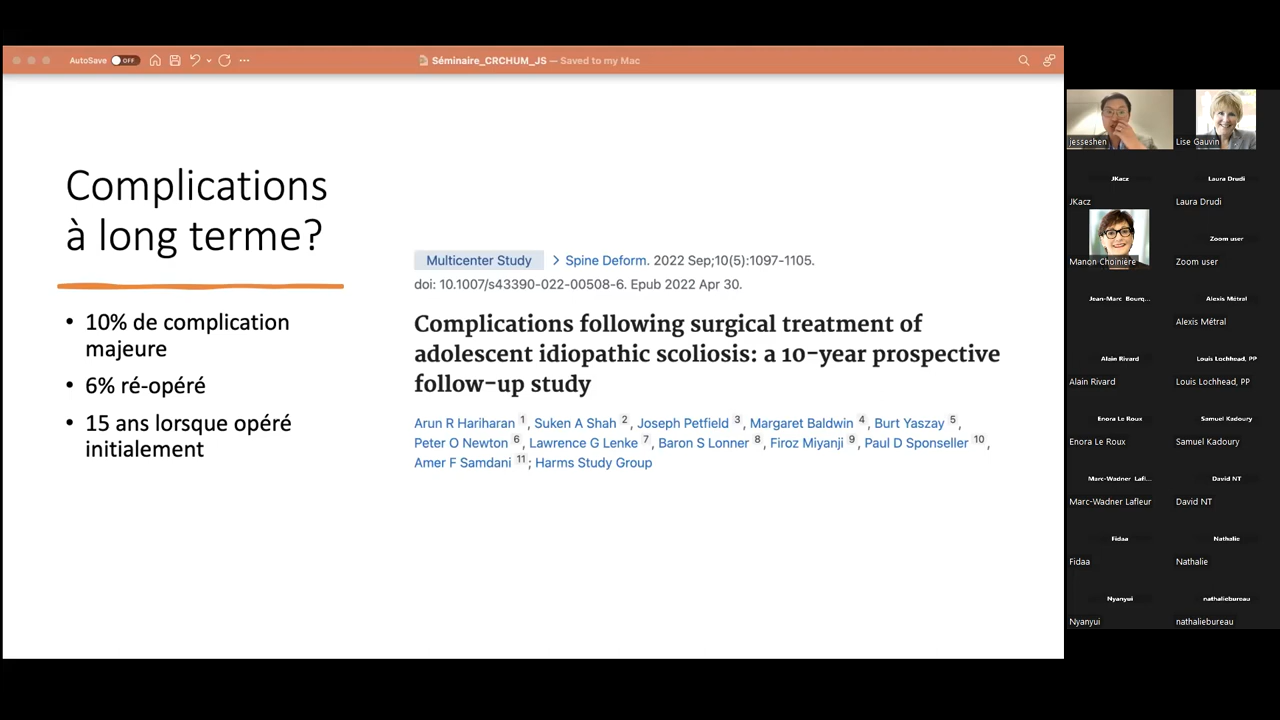 AutoSave OFF
Séminaire_CRCHUM_JS — Saved to my Mac
Complications
à long terme?
• 10% de complication
majeure
• 6% ré-opéré
• 15 ans lorsque opéré
initialement
Multicenter Study > Spine Deform. 2022 Sep;10(5):1097-1105.
doi: 10.1007/s43390-022-00508-6. Epub 2022 Apr 30.
Complications following surgical treatment of
adolescent idiopathic scoliosis: a 10-year prospective
follow-up study
Arun R Hariharan 1, Suken A Shah 2, Joseph Petfield 3, Margaret Baldwin 4, Burt Yaszay 5,
Peter O Newton 6, Lawrence G Lenke 7, Baron S Lonner 8, Firoz Miyanji 9, Paul D Sponseller 10,
Amer F Samdani 11; Harms Study Group
jesseshen
Lise Gauvin
JKacz
Laura Drudi
JKacz
Laura Drudi
Manon Choinière
Zoom user
Zoom user
Jean-Marc Bourq...
Alexis Métral
Alexis Métral
Alain Rivard
Louis Lochhead, PP
Alain Rivard
Louis Lochhead, PP
Enora Le Roux
Samuel Kadoury
Enora Le Roux
Samuel Kadoury
Marc-Wadner Lafl...
David NT
Marc-Wadner Lafleur
David NT
Fidaa
Nathalie
Fidaa
Nathalie
Nyanyui
nathaliebureau
Nyanyui
nathaliebureau